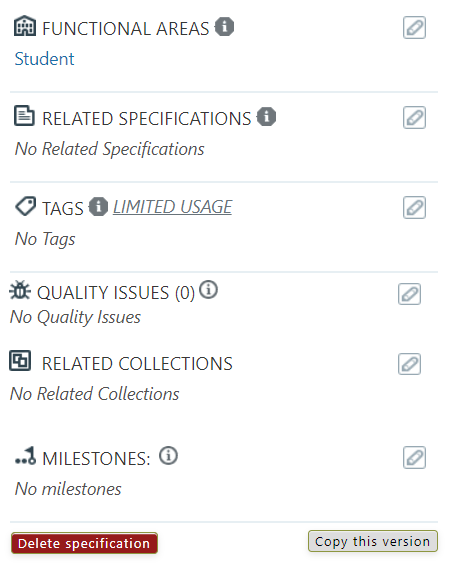 FUNCTIONAL AREAS
Student
RELATED SPECIFICATIONS
No Related Specifications
TAGS LIMITED USAGE
No Tags
QUALITY ISSUES (0)
No Quality Issues
RELATED COLLECTIONS
No Related Collections
MILESTONES:
No milestones
Delete specification Copy this version